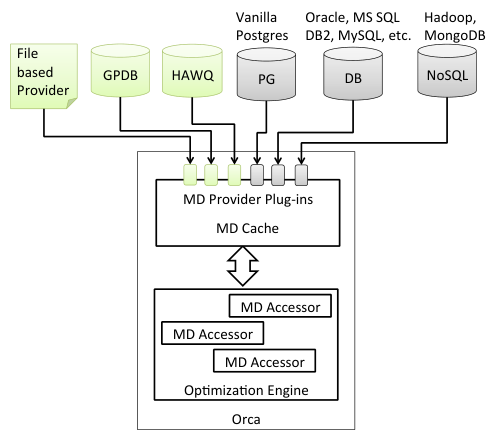 Vanilla
Postgres
Oracle, MS SQL
DB2, MySQL, etc.
Hadoop,
MongoDB
File
based
Provider
GPDB
HAWQ
PG
DB
NoSQL
MD Provider Plug-ins
MD Cache
MD Accessor
MD Accessor
MD Accessor
Optimization Engine
Orca